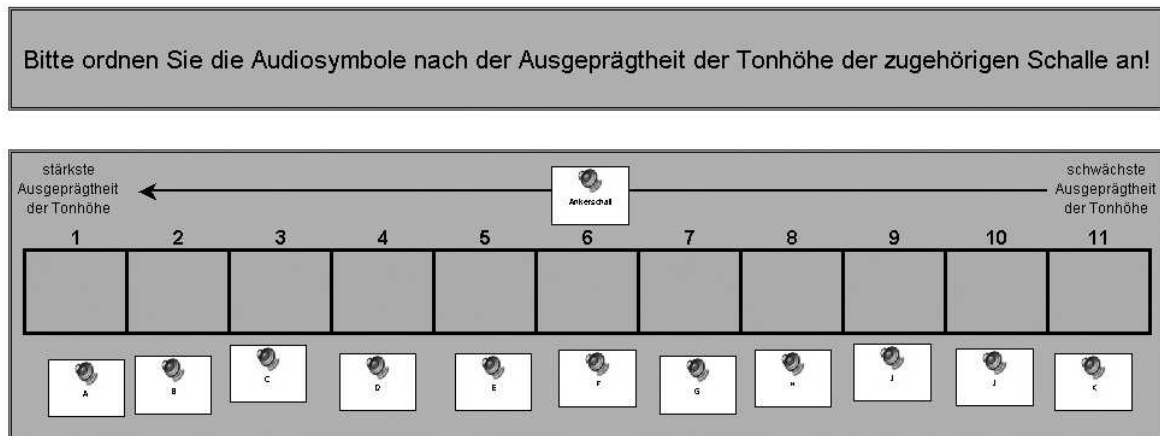 Bitte ordnen Sie die Audiosymbole nach der Ausgeprägtheit der Tonhöhe der zugehörigen Schalle an!
stärkste
Ausgeprägtheit
der Tonhöhe
Ankerschall
schwächste
Ausgeprägtheit
der Tonhöhe
1 2 3 4 5 6 7 8 9 10 11
A B C D E F G H J J K